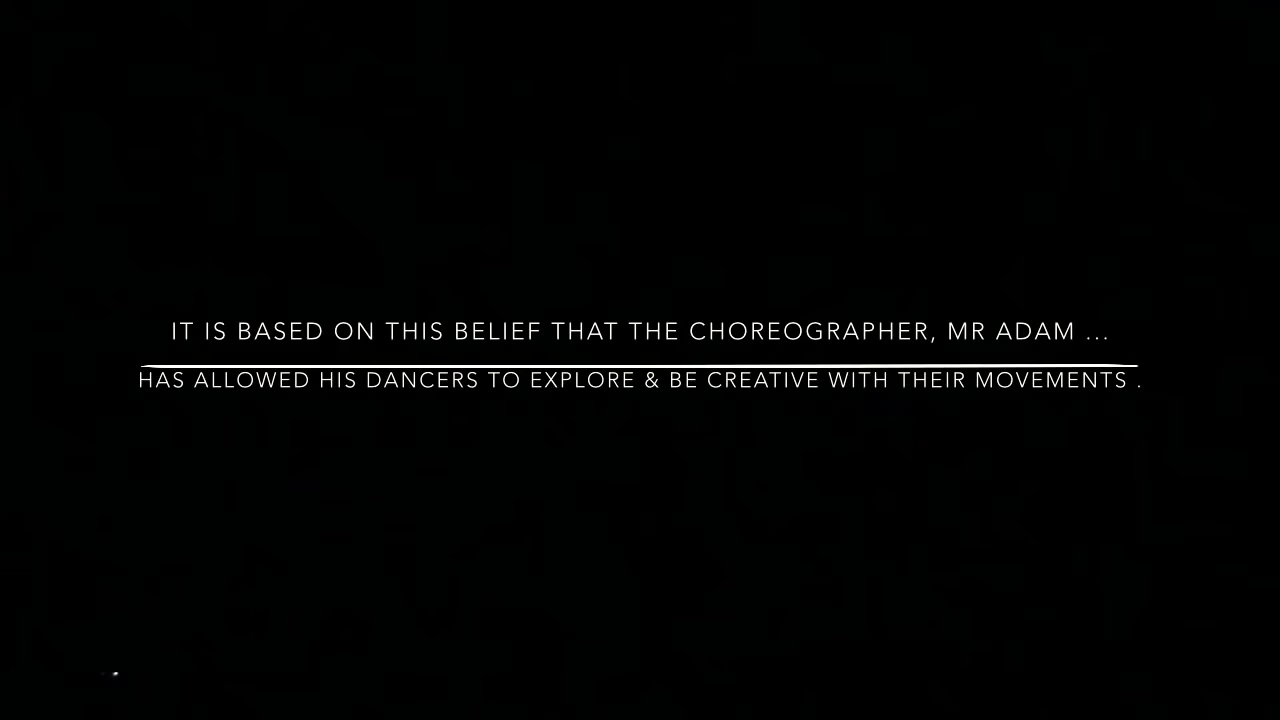 IT IS BASED ON THIS BELIEF THAT THE CHOREOGRAPHER, MR ADAM ...
HAS ALLOWED HIS DANCERS TO EXPLORE & BE CREATIVE WITH THEIR MOVEMENTS .